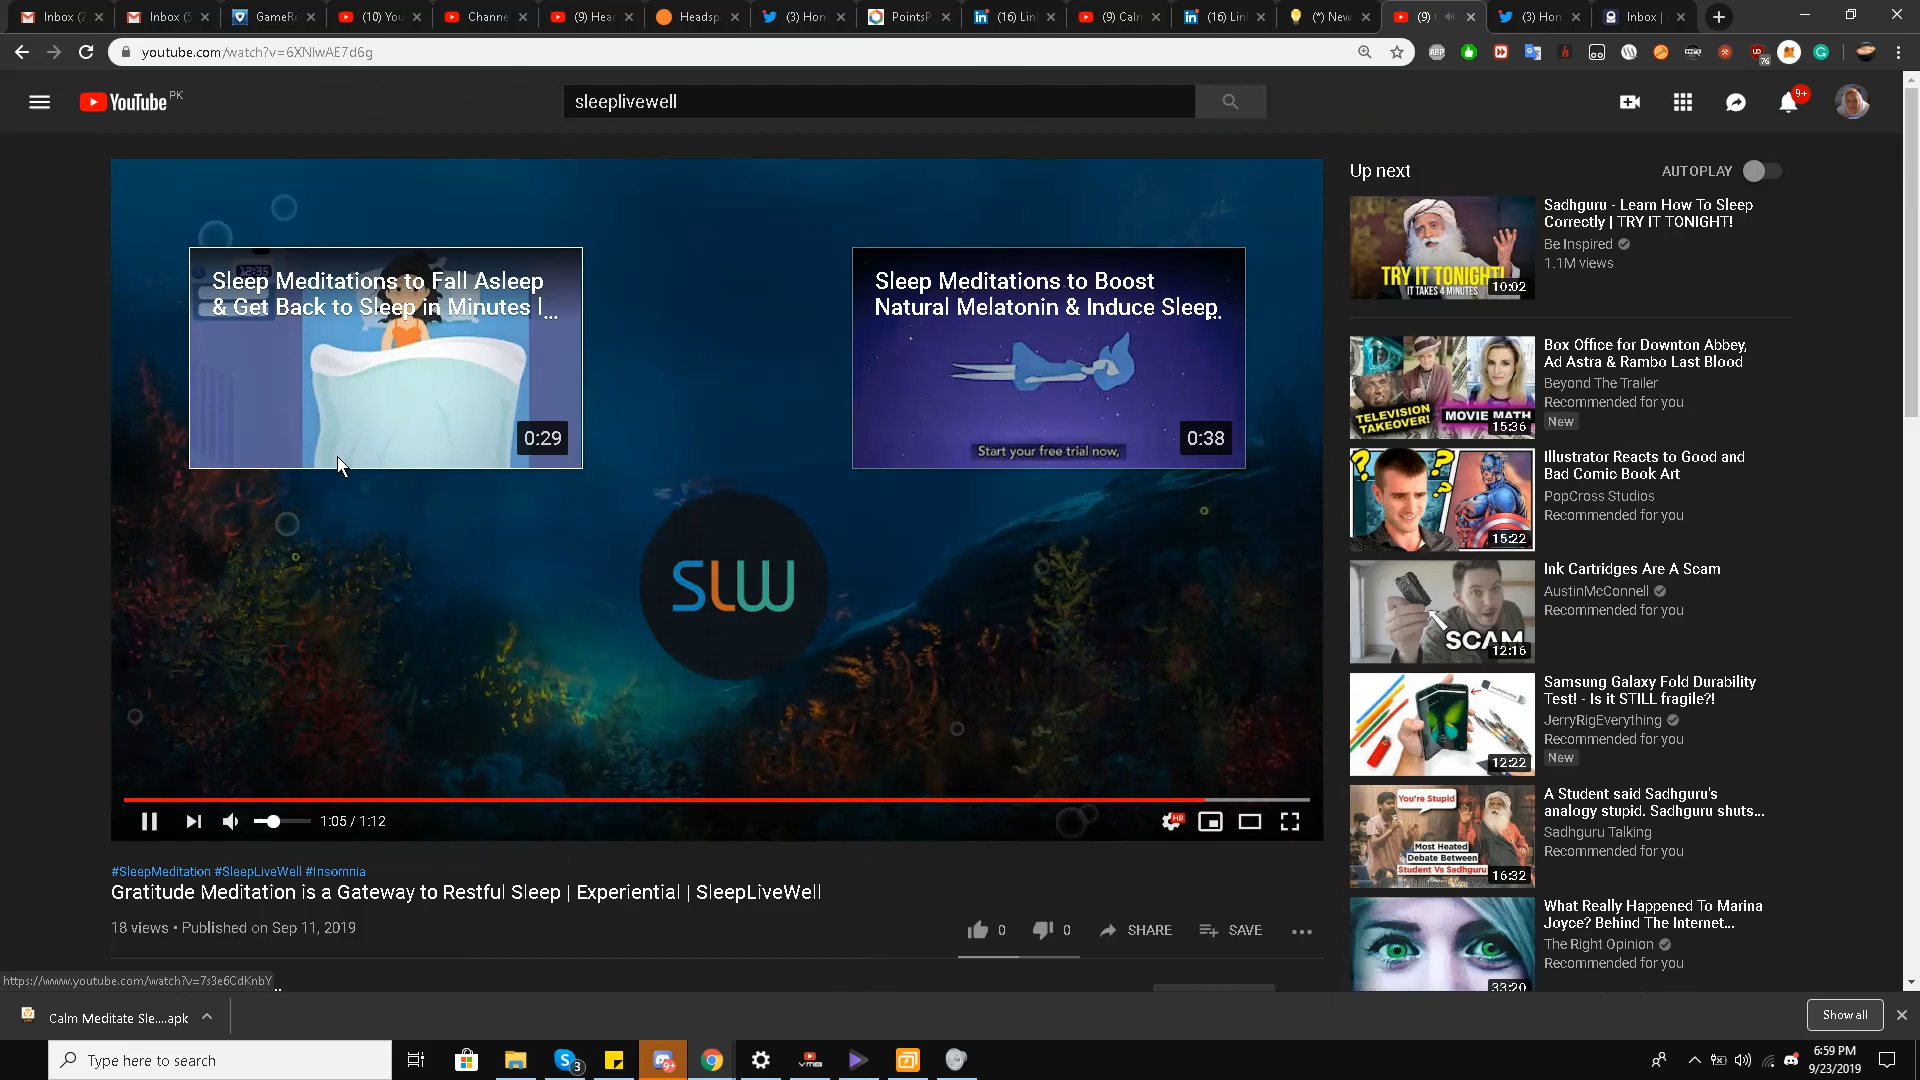 Inbox (2
Inbox (5
GameRe
(10) You
Channe
(9) Hea
Headsp
(3) Hom
PointsP
(16) Lin
(9) Caln
(16) Lin
(*) New
(9)
(3) Hom
Inbox |
youtube.com/watch?v=6XNlwAE7d6g
YouTube PK
sleeplivewell
9+
Sleep Meditations to Fall Asleep
& Get Back to Sleep in Minutes |...
12:35
0:29
Sleep Meditations to Boost
Natural Melatonin & Induce Sleep...
Start your free trial now,
0:38
SLW
1:05 / 1:12
HD
#SleepMeditation #SleepLiveWell #Insomnia
Gratitude Meditation is a Gateway to Restful Sleep | Experiential | SleepLiveWell
18 views • Published on Sep 11, 2019
0
0
SHARE
SAVE
Up next
AUTOPLAY
TRY IT TONIGHT!
IT TAKES 4 MINUTES
10:02
Sadhguru - Learn How To Sleep
Correctly | TRY IT TONIGHT!
Be Inspired
1.1M views
TELEVISION
TAKEOVER!
MOVIE MATH
15:36
Box Office for Downton Abbey,
Ad Astra & Rambo Last Blood
Beyond The Trailer
Recommended for you
New
15:22
Illustrator Reacts to Good and
Bad Comic Book Art
PopCross Studios
Recommended for you
SCAM
12:16
Ink Cartridges Are A Scam
AustinMcConnell
Recommended for you
12:22
Samsung Galaxy Fold Durability
Test! - Is it STILL fragile?!
JerryRigEverything
Recommended for you
New
You're Stupid
Most Heated
Debate Between
Student Vs Sadhguru
16:32
A Student said Sadhguru's
analogy stupid. Sadhguru shuts...
Sadhguru Talking
Recommended for you
33:20
What Really Happened To Marina
Joyce? Behind The Internet...
The Right Opinion
Recommended for you
https://www.youtube.com/watch?v=7s3e6CdKnbY
Calm Meditate Sle....apk
Show all
Type here to search
3
9+
6:59 PM
9/23/2019